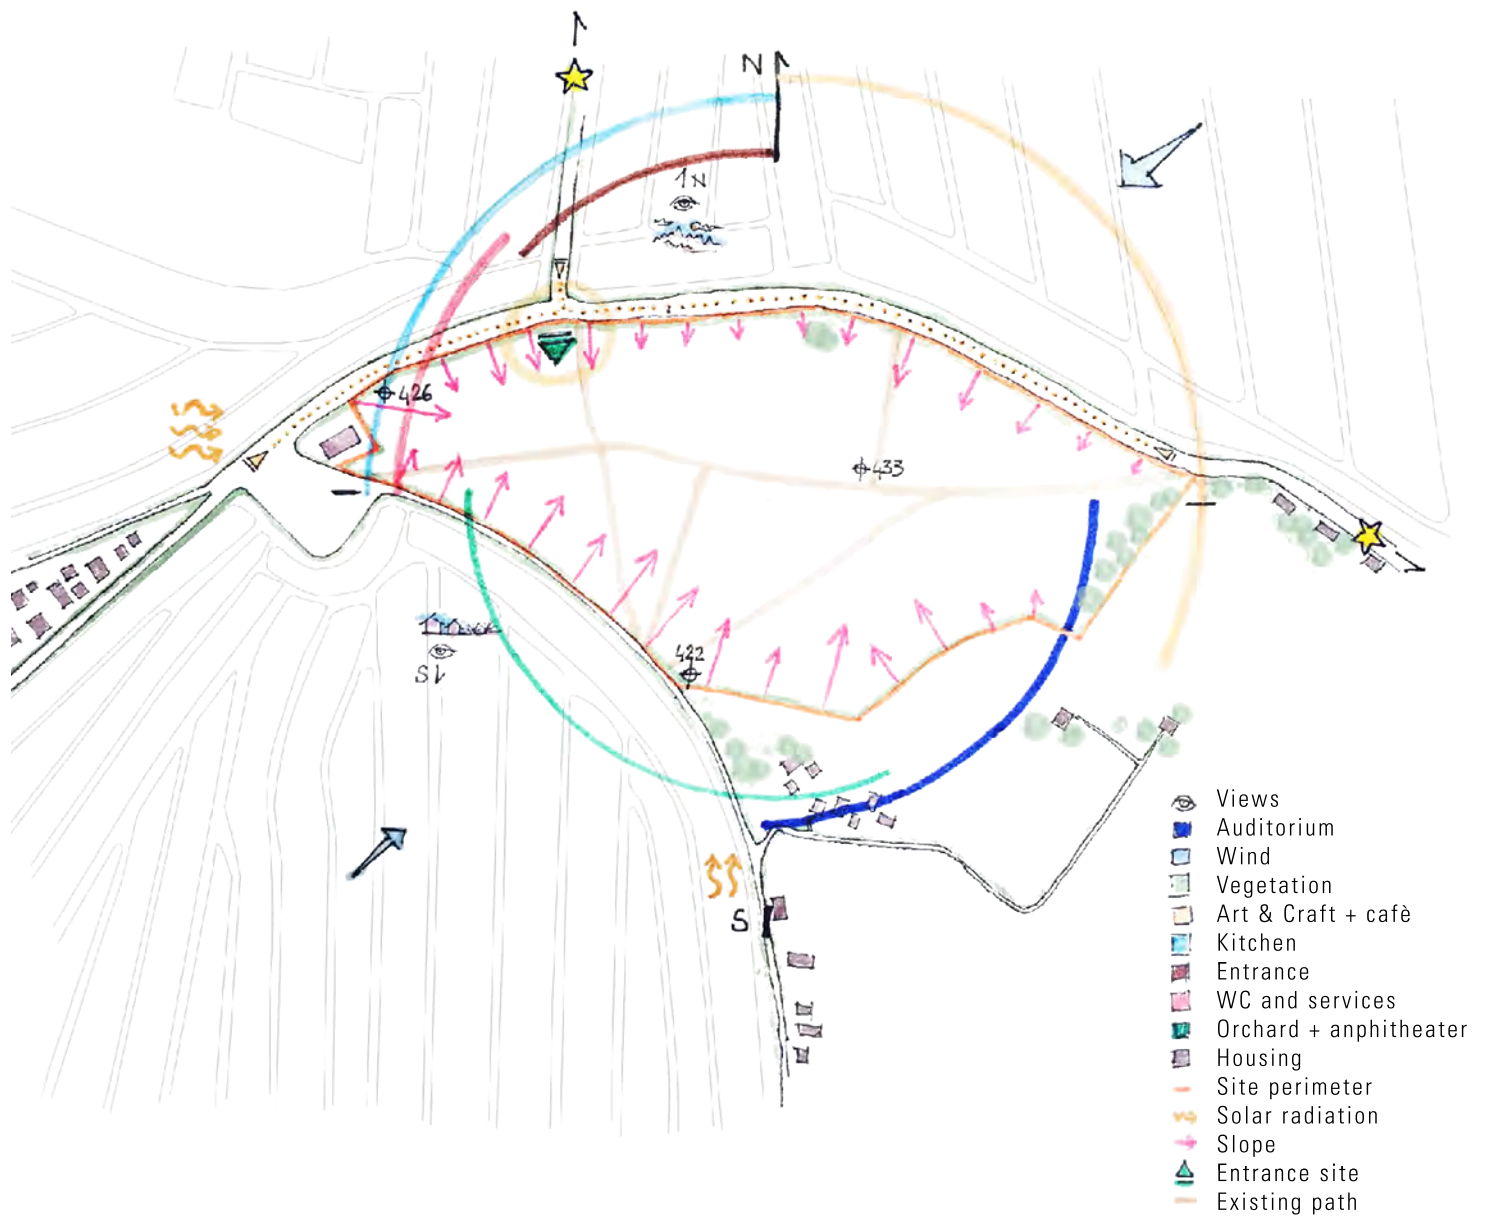 N
1N
426
433
422
S1
S
Views
Auditorium
Wind
Vegetation
Art & Craft + cafè
Kitchen
Entrance
WC and services
Orchard + anphitheater
Housing
Site perimeter
Solar radiation
Slope
Entrance site
Existing path